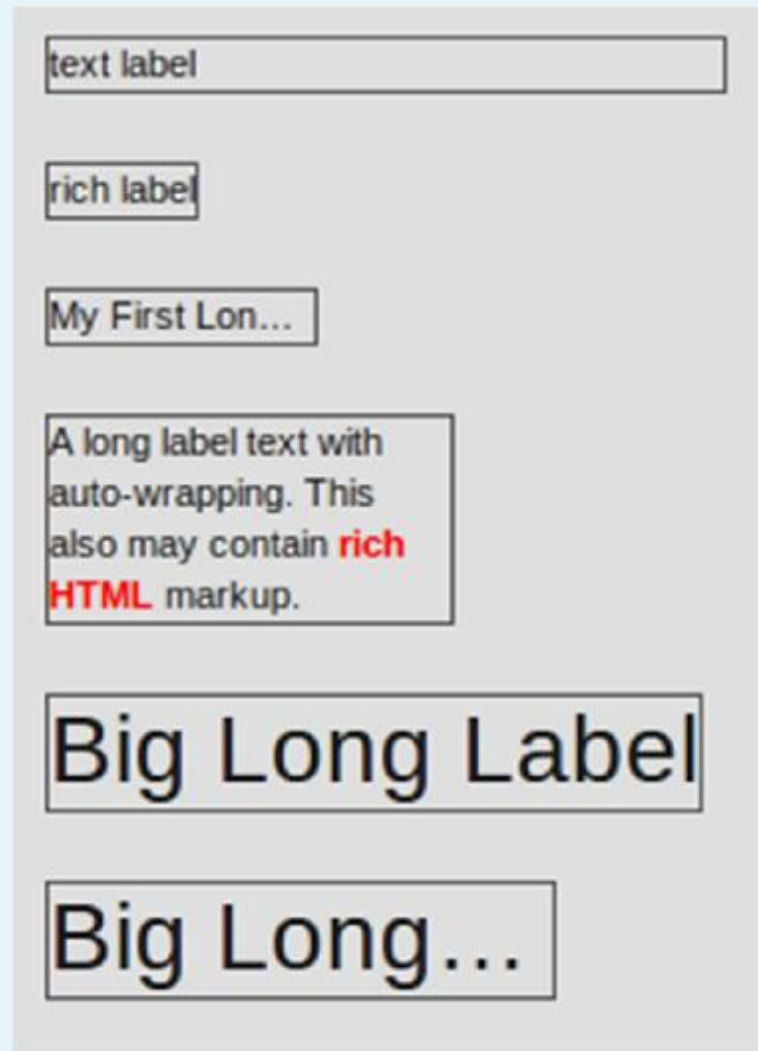 text label
rich label
My First Lon...
A long label text with
auto-wrapping. This
also may contain rich
HTML markup.
Big Long Label
Big Long...